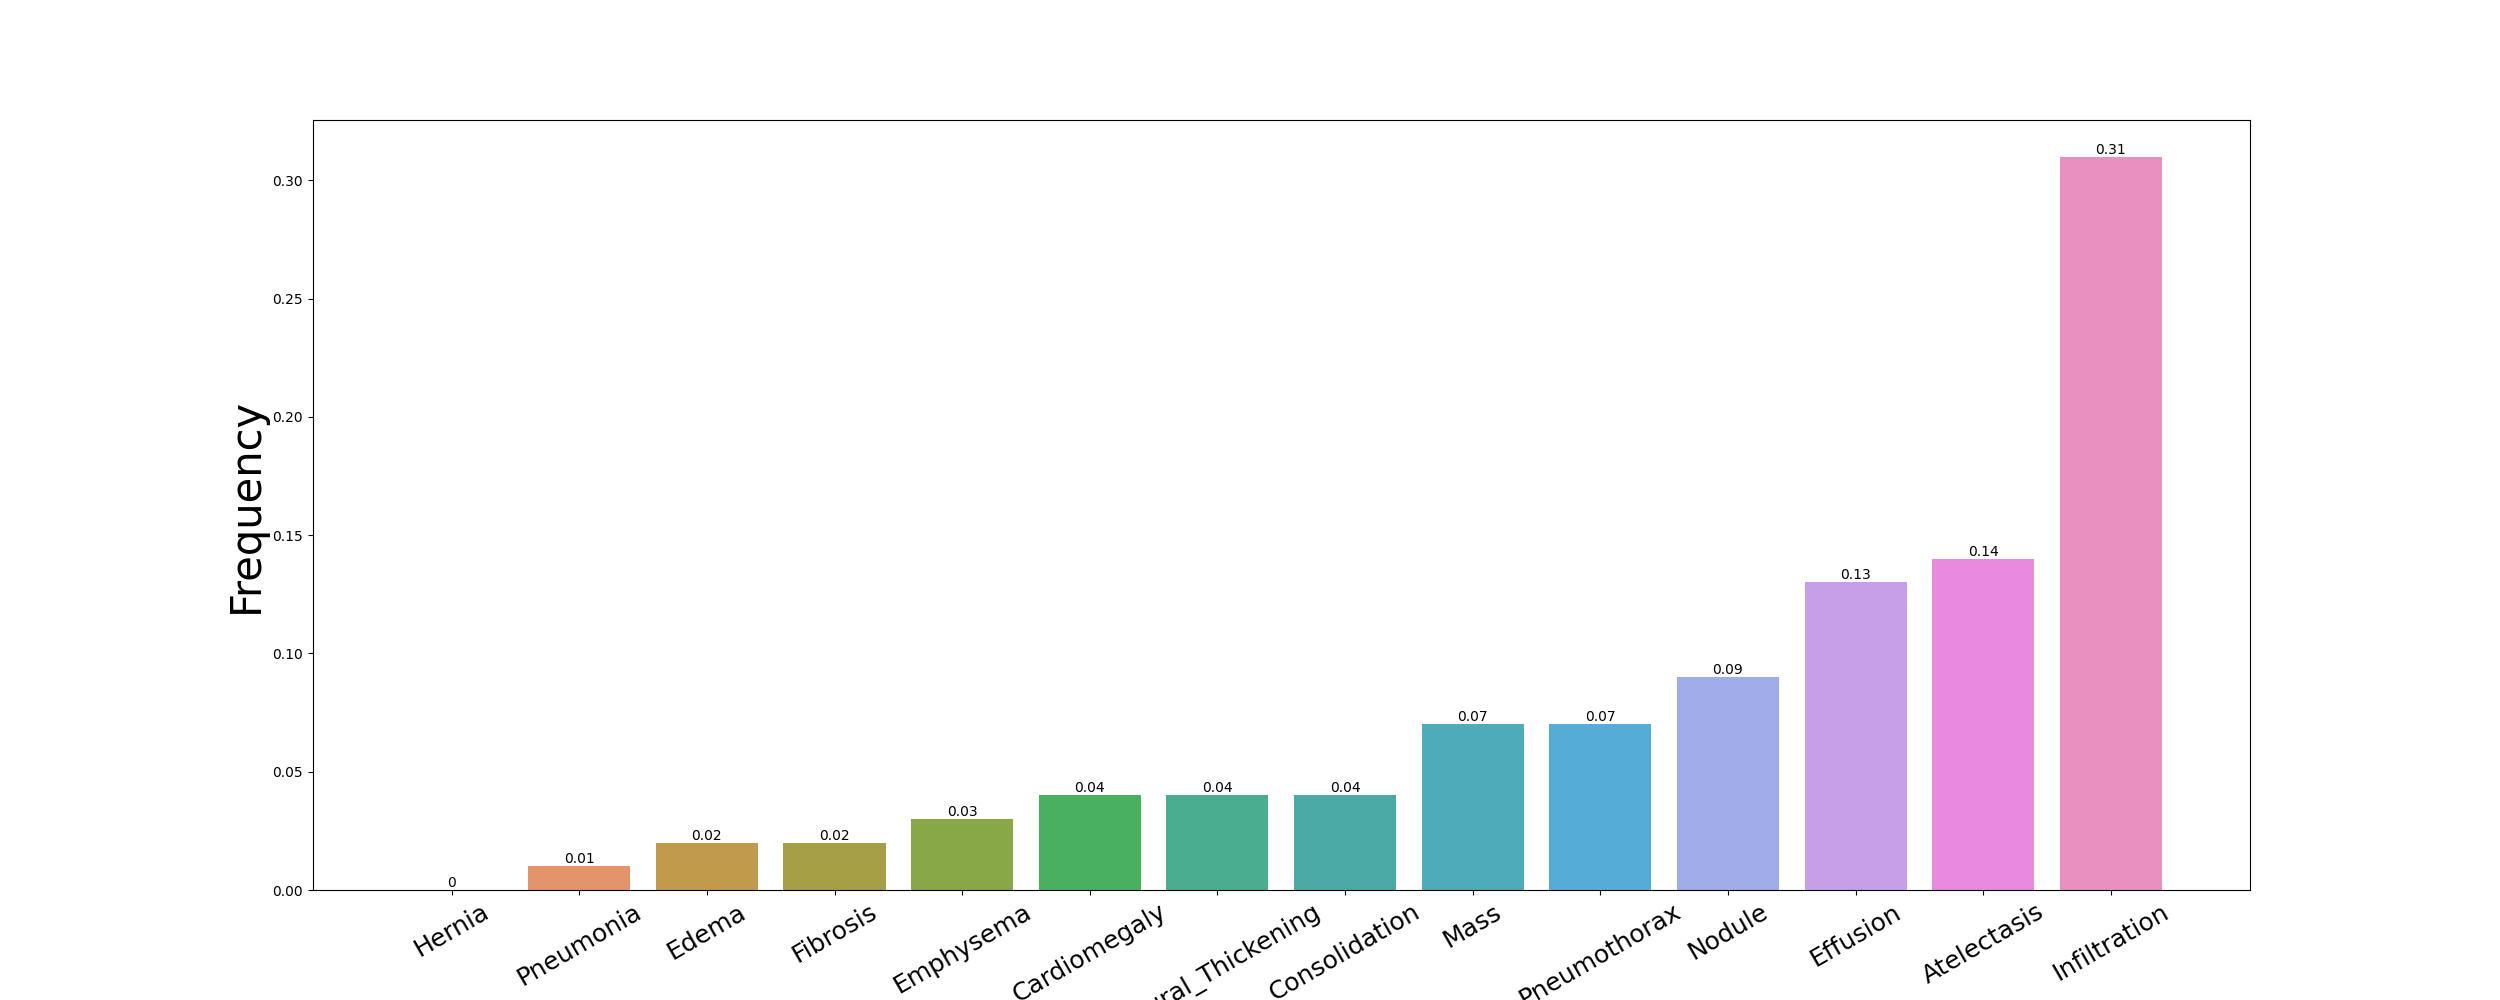 Frequency
0.30
0.25
0.20
0.15
0.10
0.05
0.00
0
0.01
0.02
0.02
0.03
0.04
0.04
0.04
0.07
0.07
0.09
0.13
0.14
0.31
Hernia
Pneumonia
Edema
Fibrosis
Emphysema
Cardiomegaly
ral_Thickening
Consolidation
Mass
Pneumothorax
Nodule
Effusion
Atelectasis
Infiltration